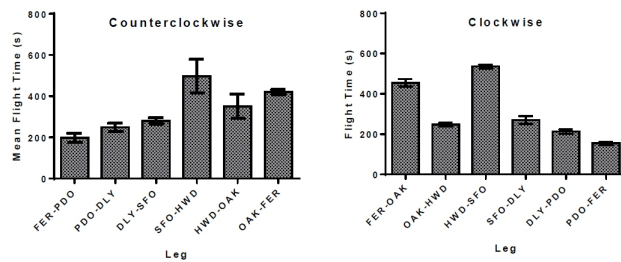 Counterclockwise
Mean Flight Time (s)
800
600
400
200
0
FER-PDO
PDO-DLY
DLY-SFO
SFO-HWD
HWD-OAK
OAK-FER
Leg
Clockwise
Flight Time (s)
800
600
400
200
0
FER-OAK
OAK-HWD
HWD-SFO
SFO-DLY
DLY-PDO
PDO-FER
Leg